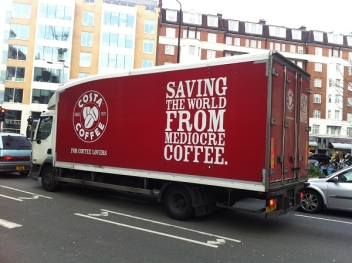 COSTA
COFFEE
FOR COFFEE LOVERS
SAVING
THE WORLD
FROM
MEDIOCRE
COFFEE.